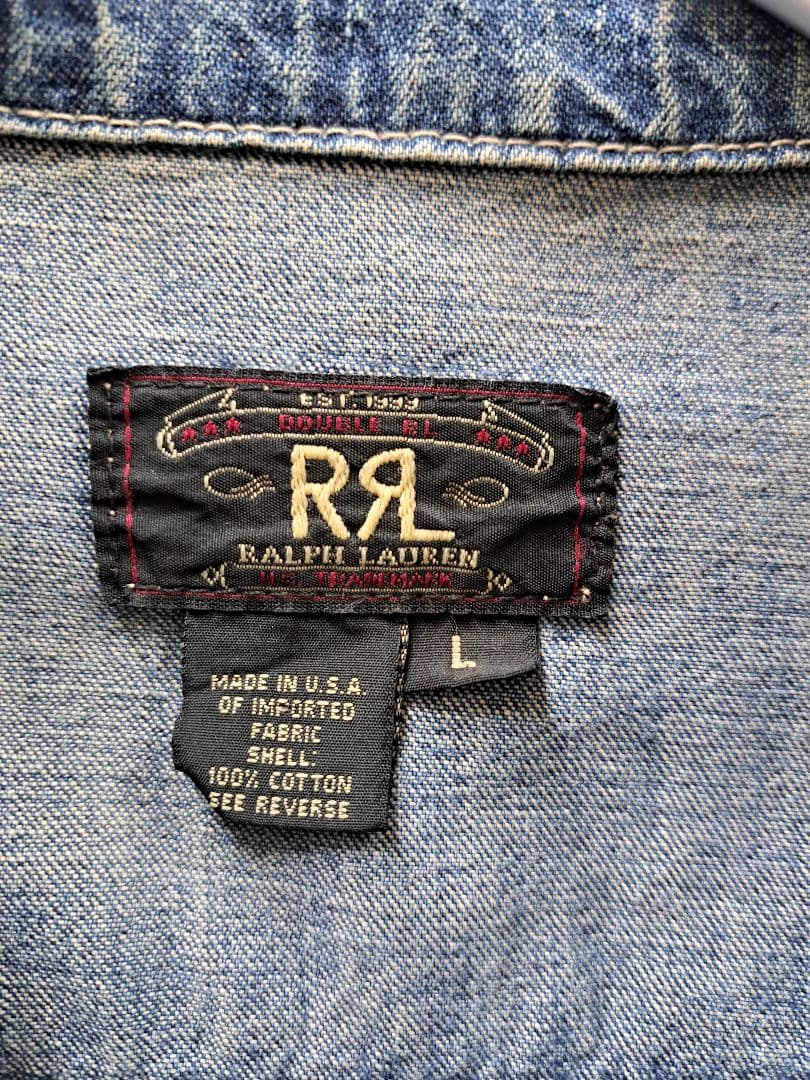 EST. 1993
DOUBLE RL
RRL
RALPH LAUREN
U.S. TRADEMARK
L
MADE IN U.S.A.
OF IMPORTED
FABRIC
SHELL:
100% COTTON
SEE REVERSE